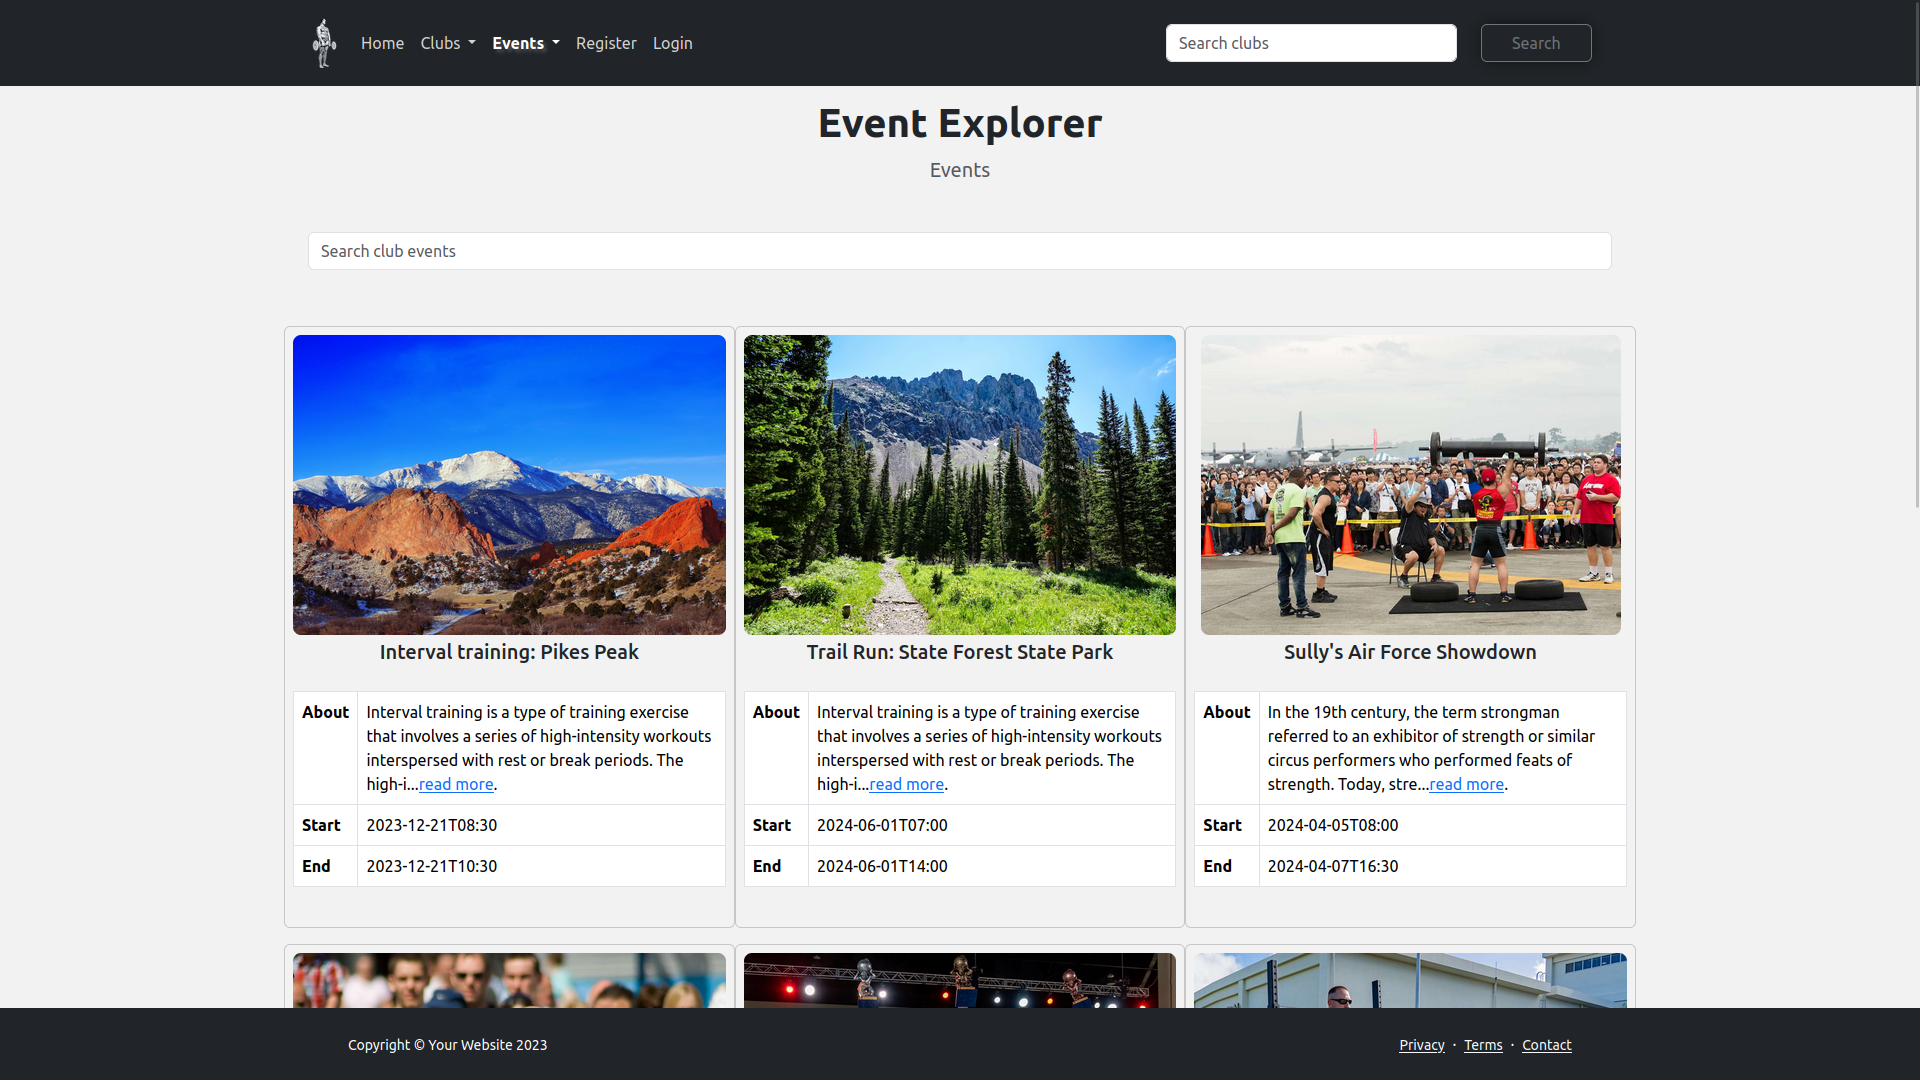 Home Clubs Events Register Login Search clubs Search
Event Explorer
Events
Search club events
Interval training: Pikes Peak
About Interval training is a type of training exercise
that involves a series of high-intensity workouts
interspersed with rest or break periods. The
high-i...read more.
Start 2023-12-21T08:30
End 2023-12-21T10:30
Trail Run: State Forest State Park
About Interval training is a type of training exercise
that involves a series of high-intensity workouts
interspersed with rest or break periods. The
high-i...read more.
Start 2024-06-01T07:00
End 2024-06-01T14:00
Sully's Air Force Showdown
About In the 19th century, the term strongman
referred to an exhibitor of strength or similar
circus performers who performed feats of
strength. Today, stre...read more.
Start 2024-04-05T08:00
End 2024-04-07T16:30
Copyright © Your Website 2023
Privacy · Terms · Contact